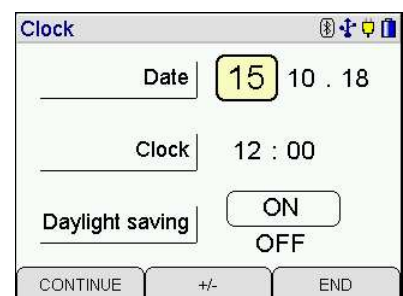 Clock
Date 15 10 . 18
Clock 12 : 00
Daylight saving ON
OFF
CONTINUE +/- END